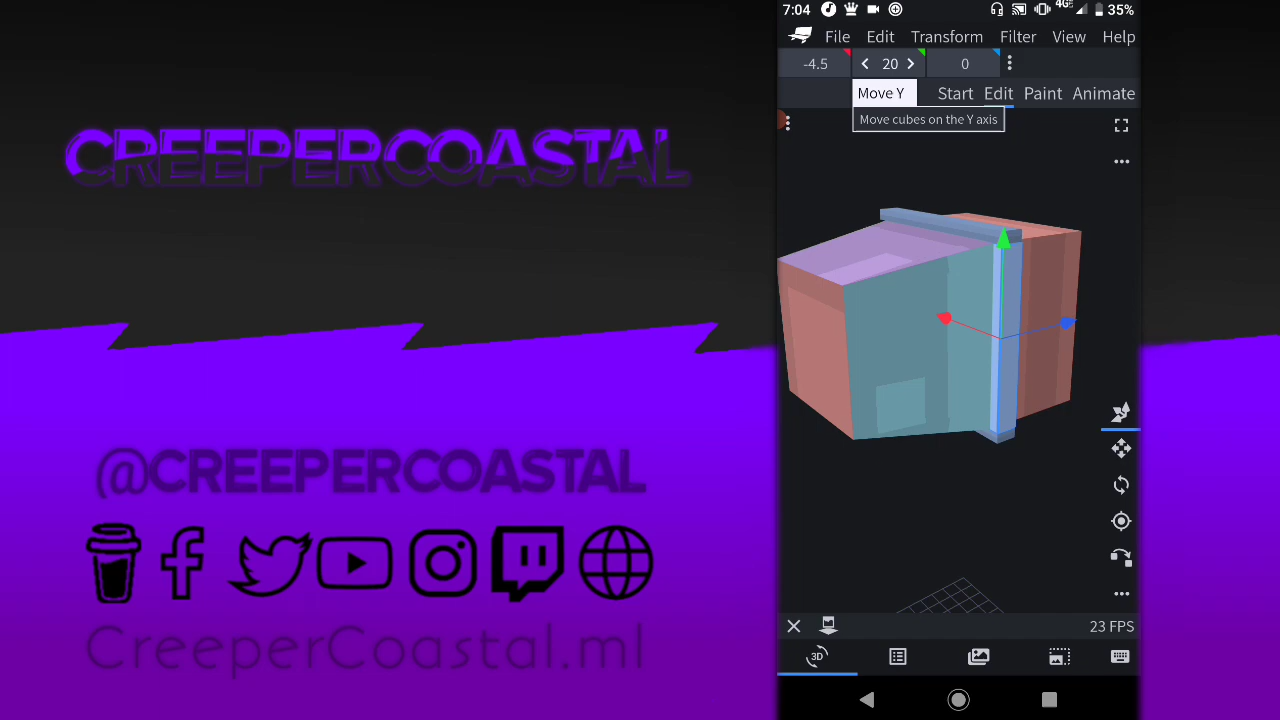 CREEPERCOASTAL
@CREEPERCOASTAL
CreeperCoastal.ml
7:04
4G
35%
File Edit Transform Filter View Help
-4.5 20 0
Move Y
Start Edit Paint Animate
Move cubes on the Y axis
23 FPS
3D